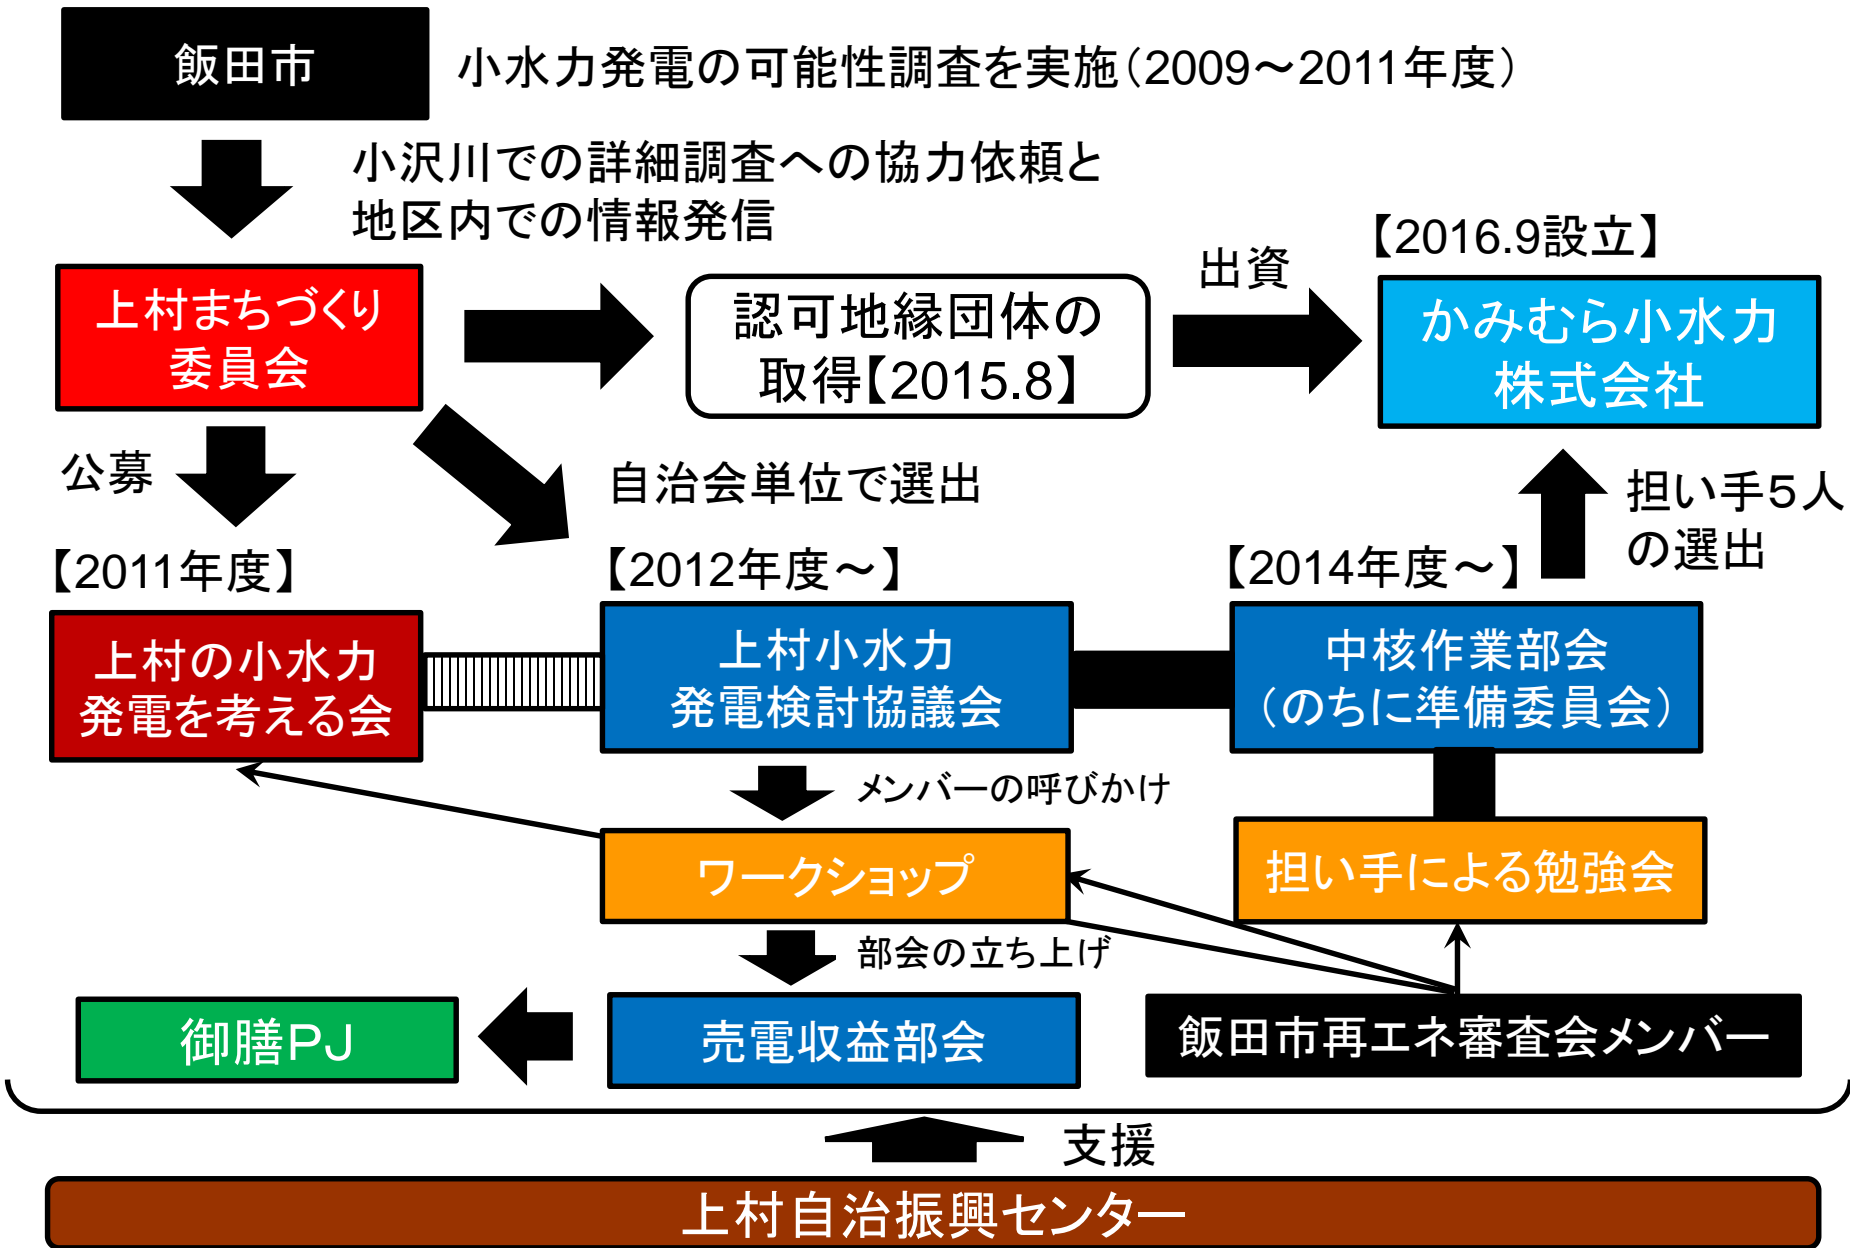 飯田市
小水力発電の可能性調査を実施(2009～2011年度)
小沢川での詳細調査への協力依頼と
地区内での情報発信
【2016.9設立】
出資
上村まちづくり
委員会
認可地縁団体の
取得【2015.8】
かみむら小水力
株式会社
公募
自治会単位で選出
担い手5人
の選出
【2011年度】
【2012年度～】
【2014年度～】
上村の小水力
発電を考える会
上村小水力
発電検討協議会
中核作業部会
(のちに準備委員会)
メンバーの呼びかけ
ワークショップ
担い手による勉強会
部会の立ち上げ
御膳PJ
売電収益部会
飯田市再エネ審査会メンバー
支援
上村自治振興センター